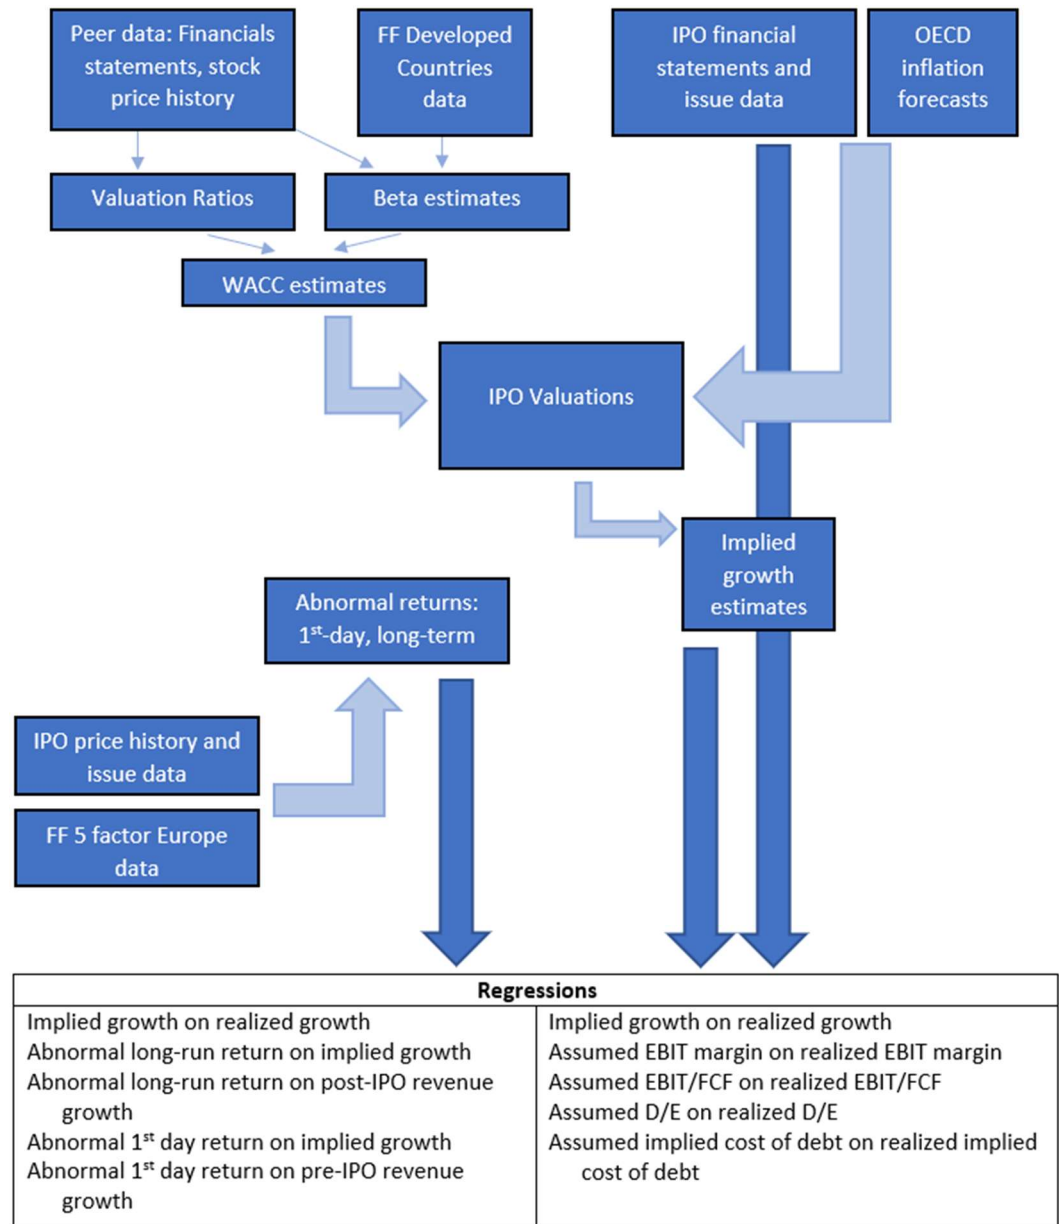 Peer data: Financials
statements, stock
price history
FF Developed
Countries
data
IPO financial
statements and
issue data
OECD
inflation
forecasts
Valuation Ratios
Beta estimates
WACC estimates
IPO Valuations
Implied
growth
estimates
Abnormal returns:
1st-day, long-term
IPO price history and
issue data
FF 5 factor Europe
data
Regressions
Implied growth on realized growth
Abnormal long-run return on implied growth
Abnormal long-run return on post-IPO revenue
growth
Abnormal 1st day return on implied growth
Abnormal 1st day return on pre-IPO revenue
growth
Implied growth on realized growth
Assumed EBIT margin on realized EBIT margin
Assumed EBIT/FCF on realized EBIT/FCF
Assumed D/E on realized D/E
Assumed implied cost of debt on realized implied
cost of debt